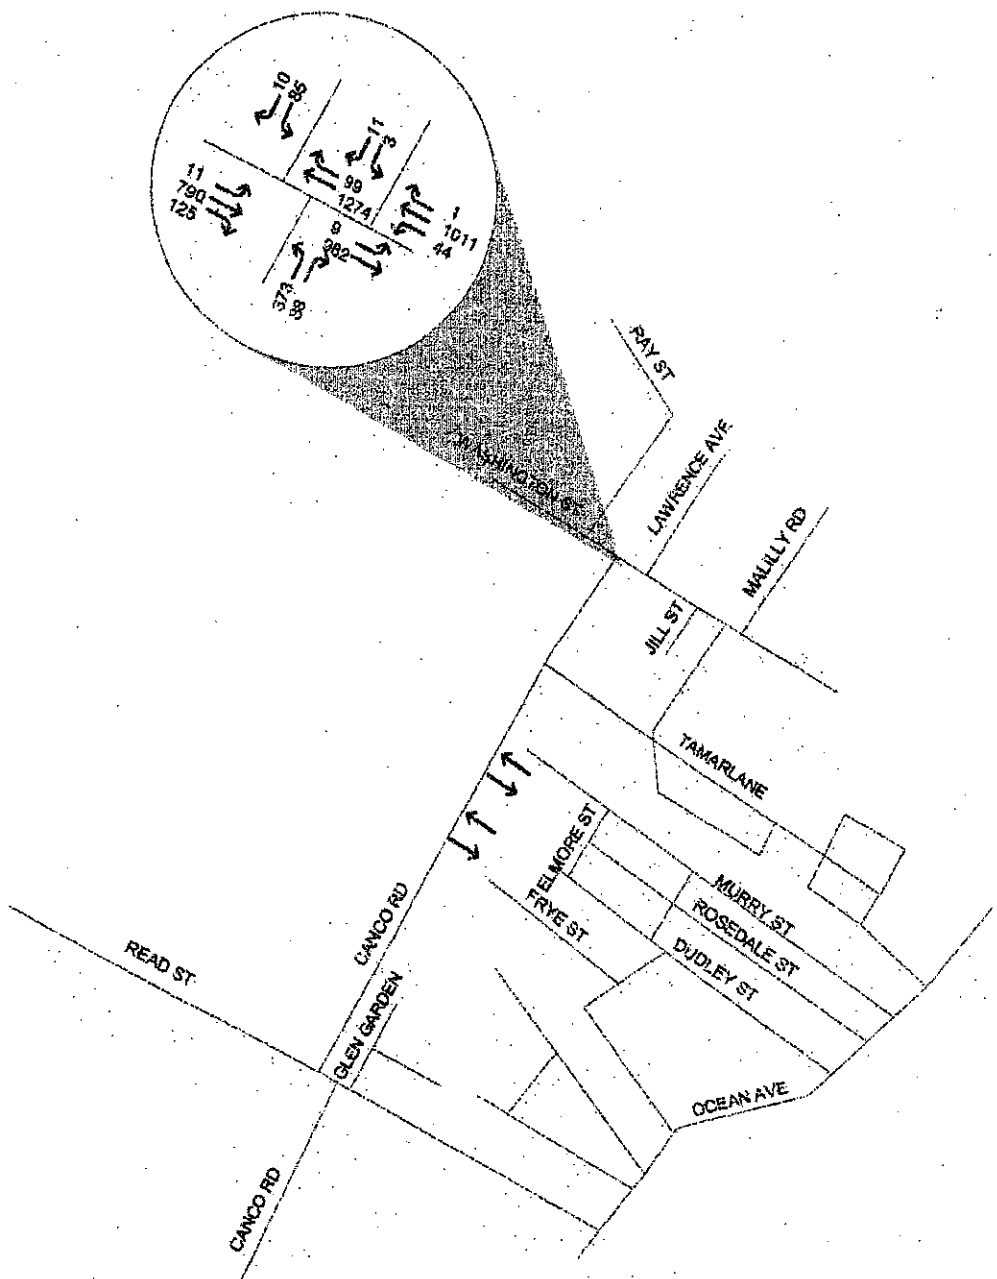 10
85
11
3
11
790
125
99
1274
1
1011
44
9
373
RAY ST
WASHINGTON ST
LAWRENCE AVE
MALILLY RD
JILL ST
TAMARLANE
ELMORE ST
FRYE ST
MURRY ST
ROSEDALE ST
DUDLEY ST
CANCO RD
READ ST
GLEN GARDEN
OCEAN AVE
CANCO RD